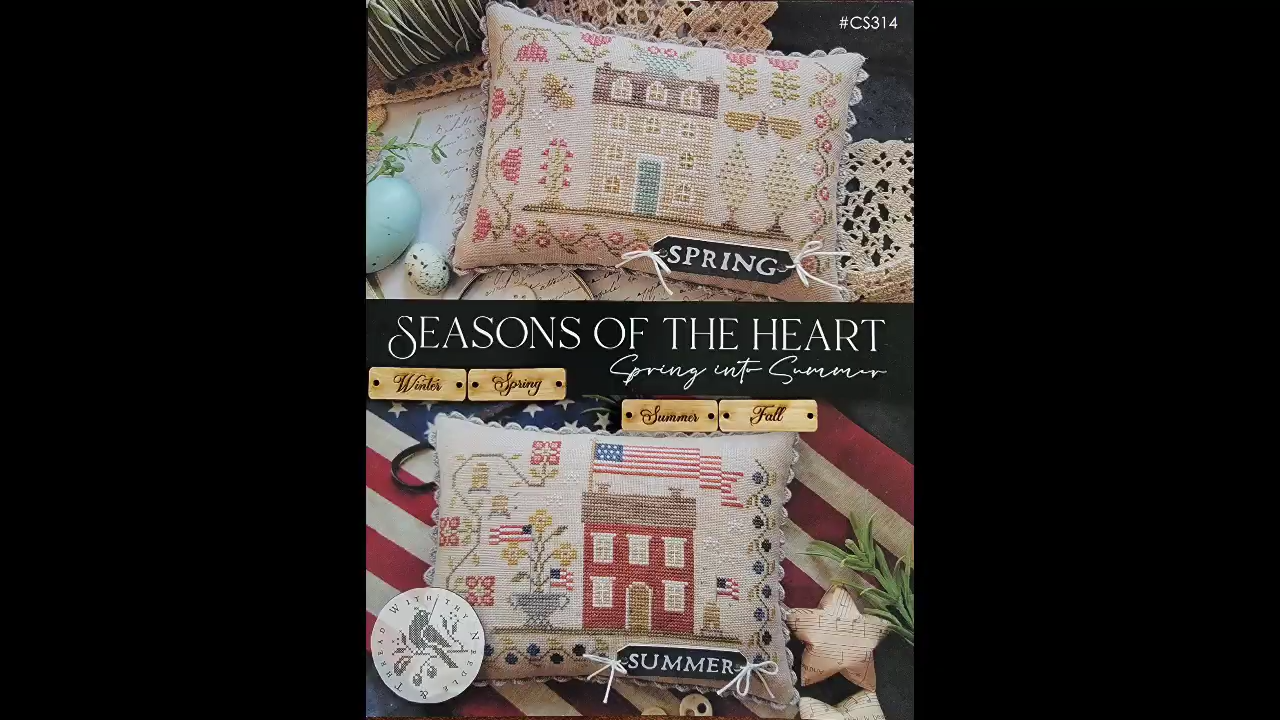 #CS314
SPRING
SEASONS OF THE HEART
Spring into Summer
Winter
Spring
Summer
Fall
SUMMER
WITH THY NEEDLE & THREAD